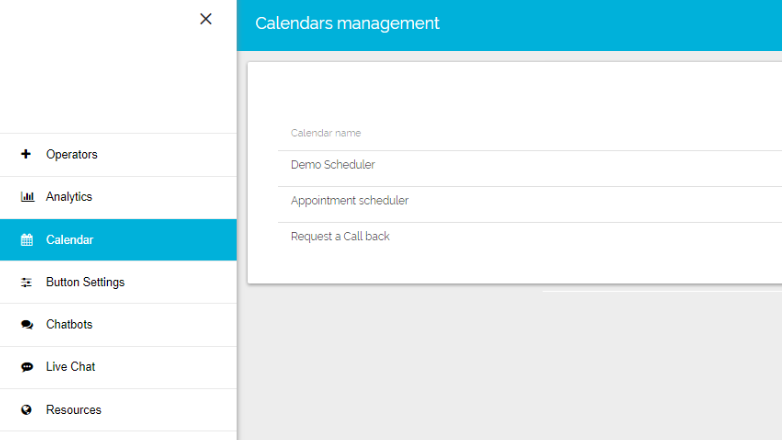 Calendars management
Operators
Analytics
Calendar
Button Settings
Chatbots
Live Chat
Resources
Calendar name
Demo Scheduler
Appointment scheduler
Request a Call back